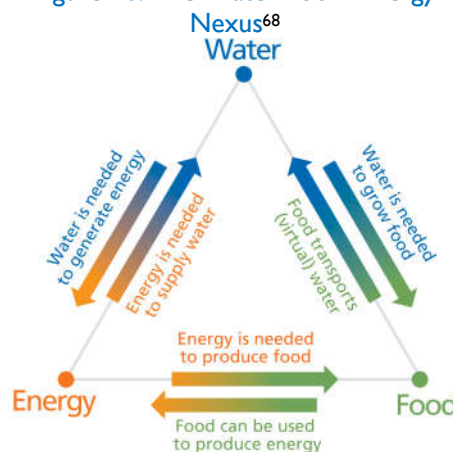 Nexus68
Water
Water is needed
to generate energy
Energy is needed
to supply water
Food transports
(virtual) water
Water is needed
to grow food
Energy is needed
to produce food
Energy
Food
Food can be used
to produce energy